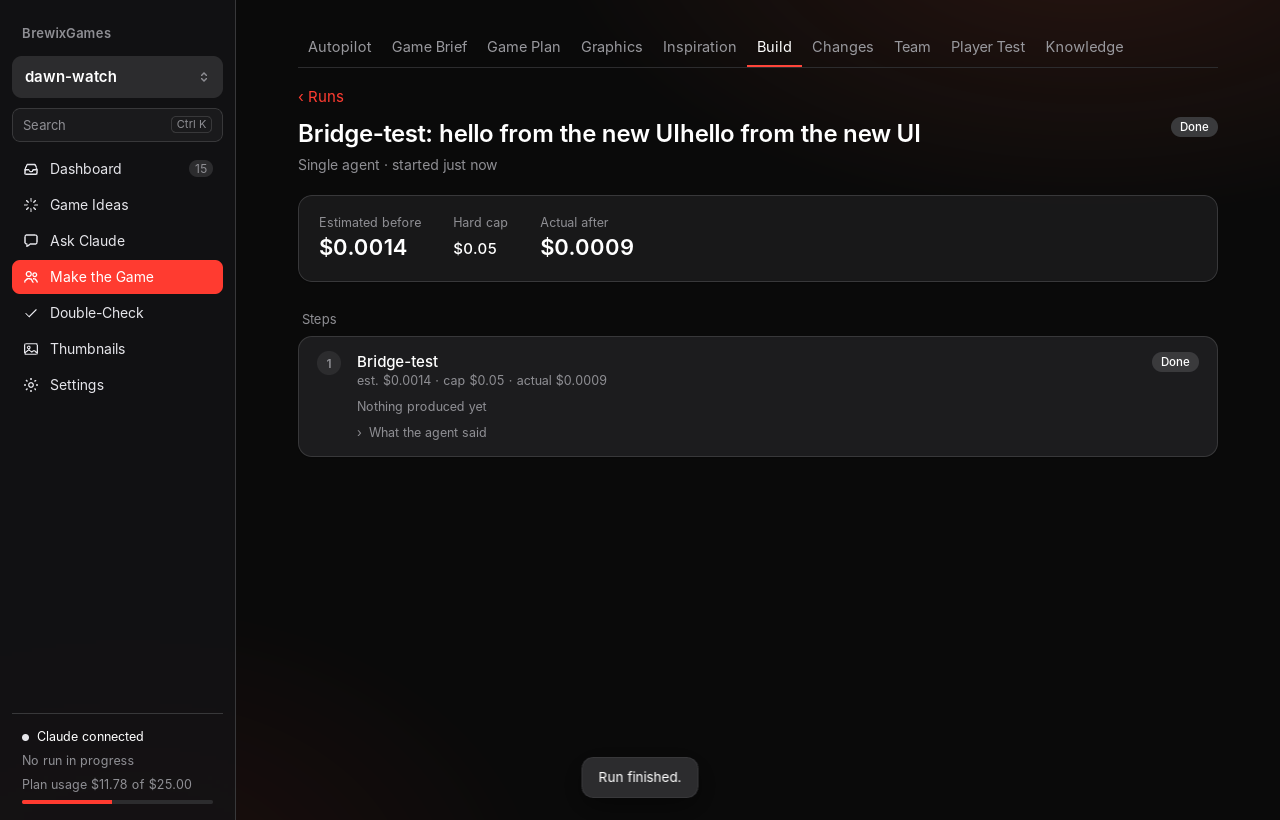 BrewixGames
dawn-watch
Search Ctrl K
Dashboard 15
Game Ideas
Ask Claude
Make the Game
Double-Check
Thumbnails
Settings
Claude connected
No run in progress
Plan usage $11.78 of $25.00
Autopilot Game Brief Game Plan Graphics Inspiration Build Changes Team Player Test Knowledge
‹ Runs
Bridge-test: hello from the new UIhello from the new UI Done
Single agent · started just now
Estimated before Hard cap Actual after
$0.0014 $0.05 $0.0009
Steps
1 Bridge-test Done
est. $0.0014 · cap $0.05 · actual $0.0009
Nothing produced yet
› What the agent said
Run finished.